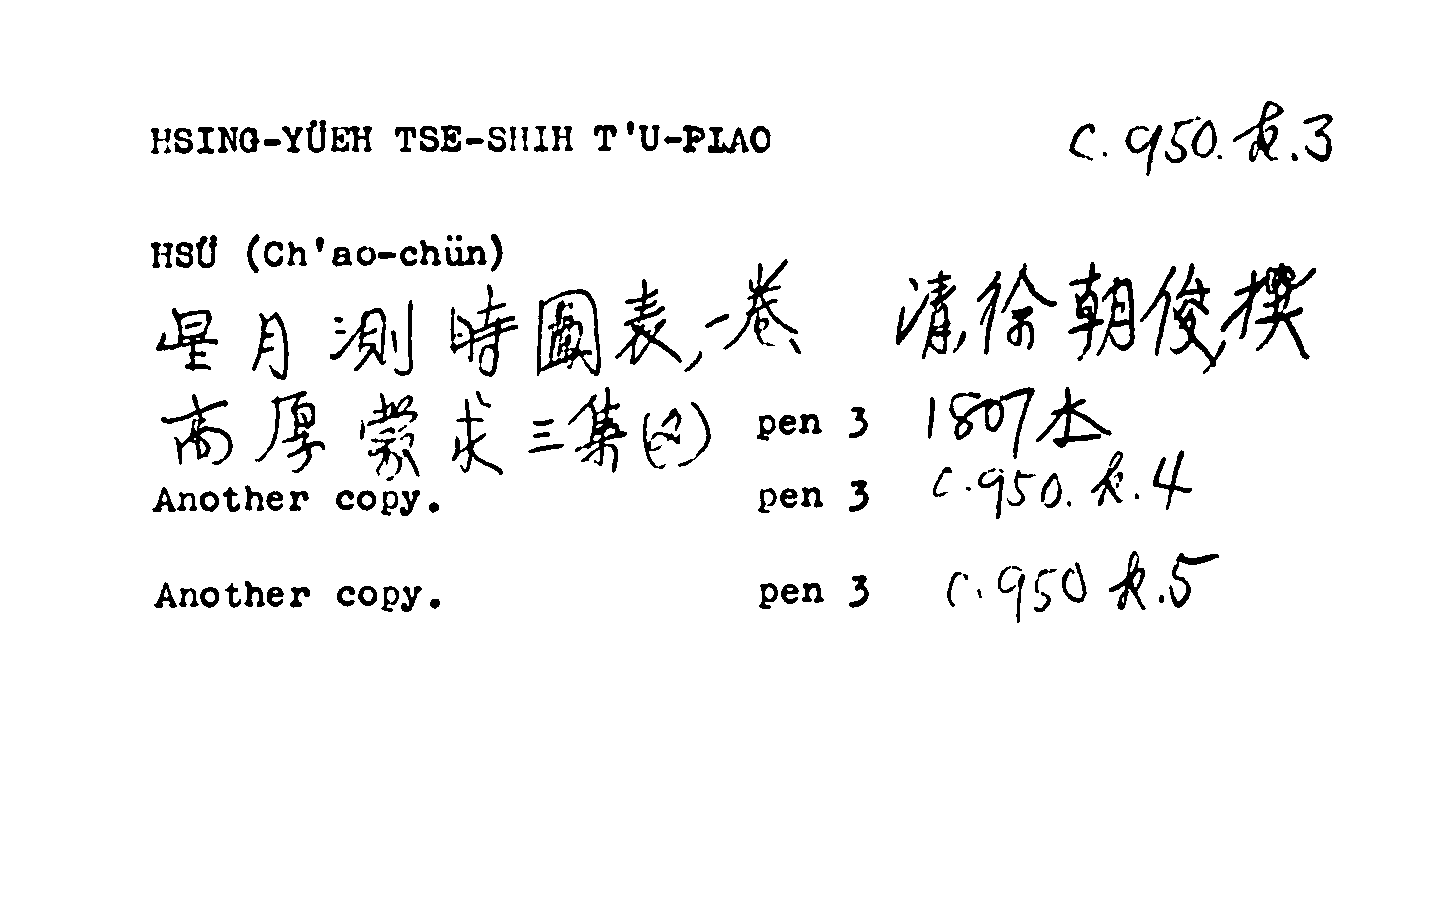 HSING-YÜEH TSE-SHIH T'U-PIAO c.950.k.3
HSÜ (Ch'ao-chün)
星月測時圖表,一卷 清,徐朝俊,撰
高厚蒙求三集(2) pen 3 1807本
Another copy. pen 3 c.950.k.4
Another copy. pen 3 c.950 k.5